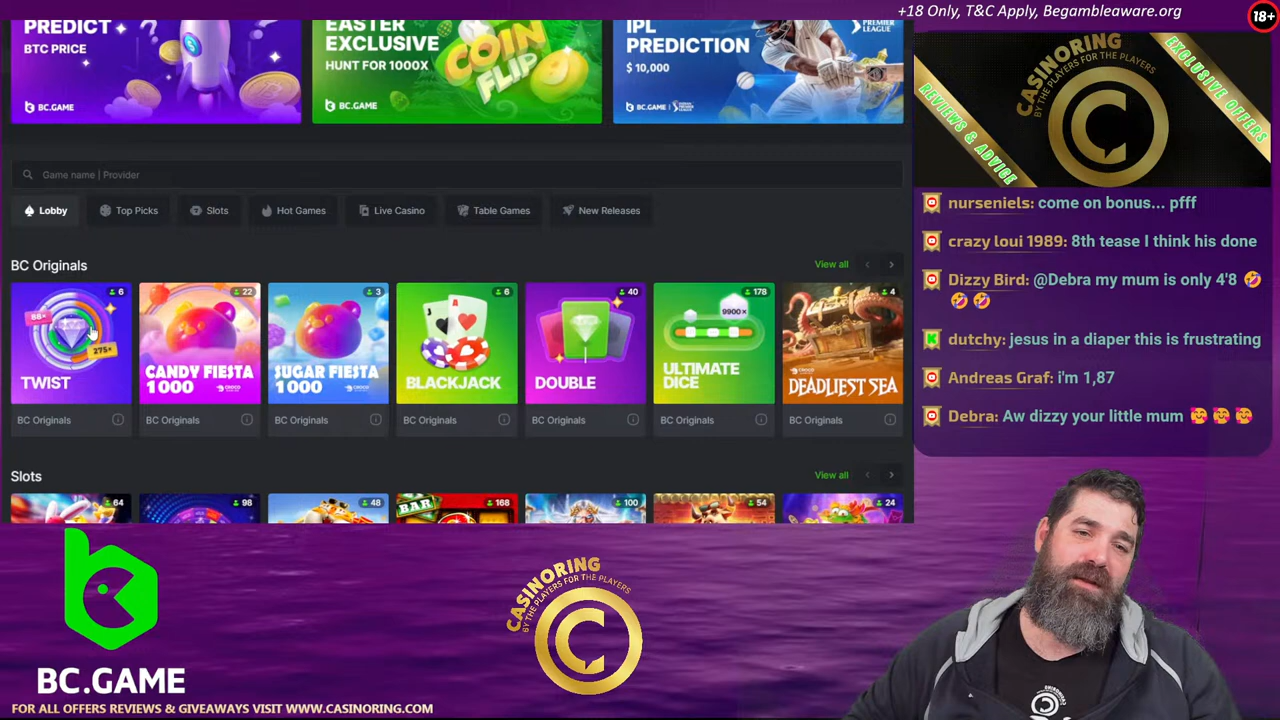 +18 Only, T&C Apply, Begambleaware.org
18+
PREDICT
BTC PRICE
BC.GAME
EASTER
EXCLUSIVE
HUNT FOR 1000X
COIN
FLIP
BC.GAME
IPL
PREDICTION
$ 10,000
PREMIER
LEAGUE
BC.GAME
CASINORING
BY THE PLAYERS FOR THE PLAYERS
REVIEWS & ADVICE
EXCLUSIVE OFFERS
Game name | Provider
Lobby
Top Picks
Slots
Hot Games
Live Casino
Table Games
New Releases
BC Originals
View all
6
88x
275x
TWIST
BC Originals
22
CANDY FIESTA
1000
BC Originals
3
SUGAR FIESTA
1000
BC Originals
6
J
A
BLACKJACK
BC Originals
40
DOUBLE
BC Originals
178
9900x
ULTIMATE
DICE
BC Originals
4
DEADLIEST SEA
BC Originals
Slots
View all
64
98
48
BAR
168
100
54
24
nurseniels: come on bonus... pfff
crazy loui 1989: 8th tease I think his done
Dizzy Bird: @Debra my mum is only 4'8 🤣
🤣 🤣
dutchy: jesus in a diaper this is frustrating
Andreas Graf: i'm 1,87
Debra: Aw dizzy your little mum 🥰 🥰 🥰
BC.GAME
CASINORING
BY THE PLAYERS FOR THE PLAYERS
FOR ALL OFFERS REVIEWS & GIVEAWAYS VISIT WWW.CASINORING.COM